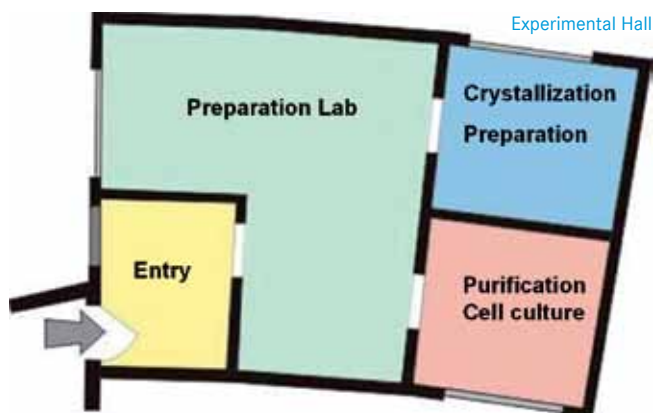 Experimental Hall
Preparation Lab
Crystallization
Preparation
Entry
Purification
Cell culture